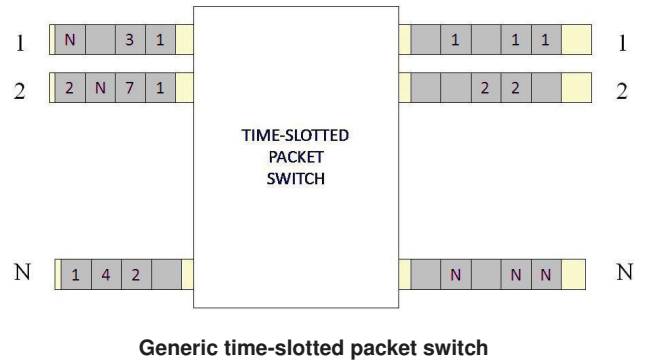 1 N 3 1 1 1 1 1
2 2 N 7 1 2 2 2
TIME-SLOTTED
PACKET
SWITCH
N 1 4 2 N N N N
Generic time-slotted packet switch